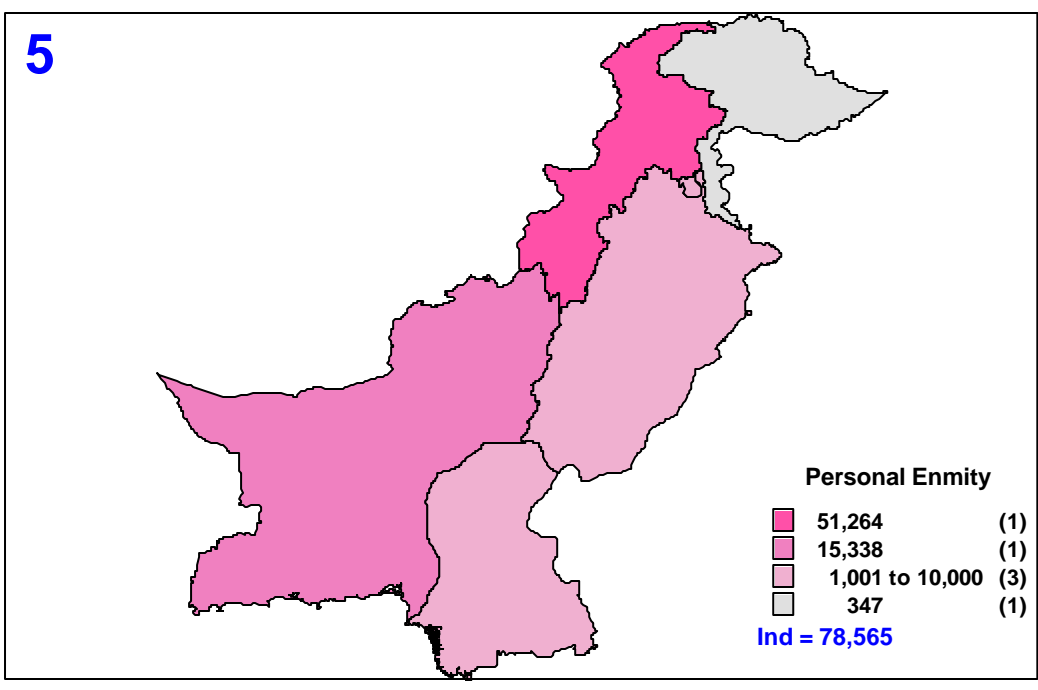 5
Personal Enmity
51,264 (1)
15,338 (1)
1,001 to 10,000 (3)
347 (1)
Ind = 78,565